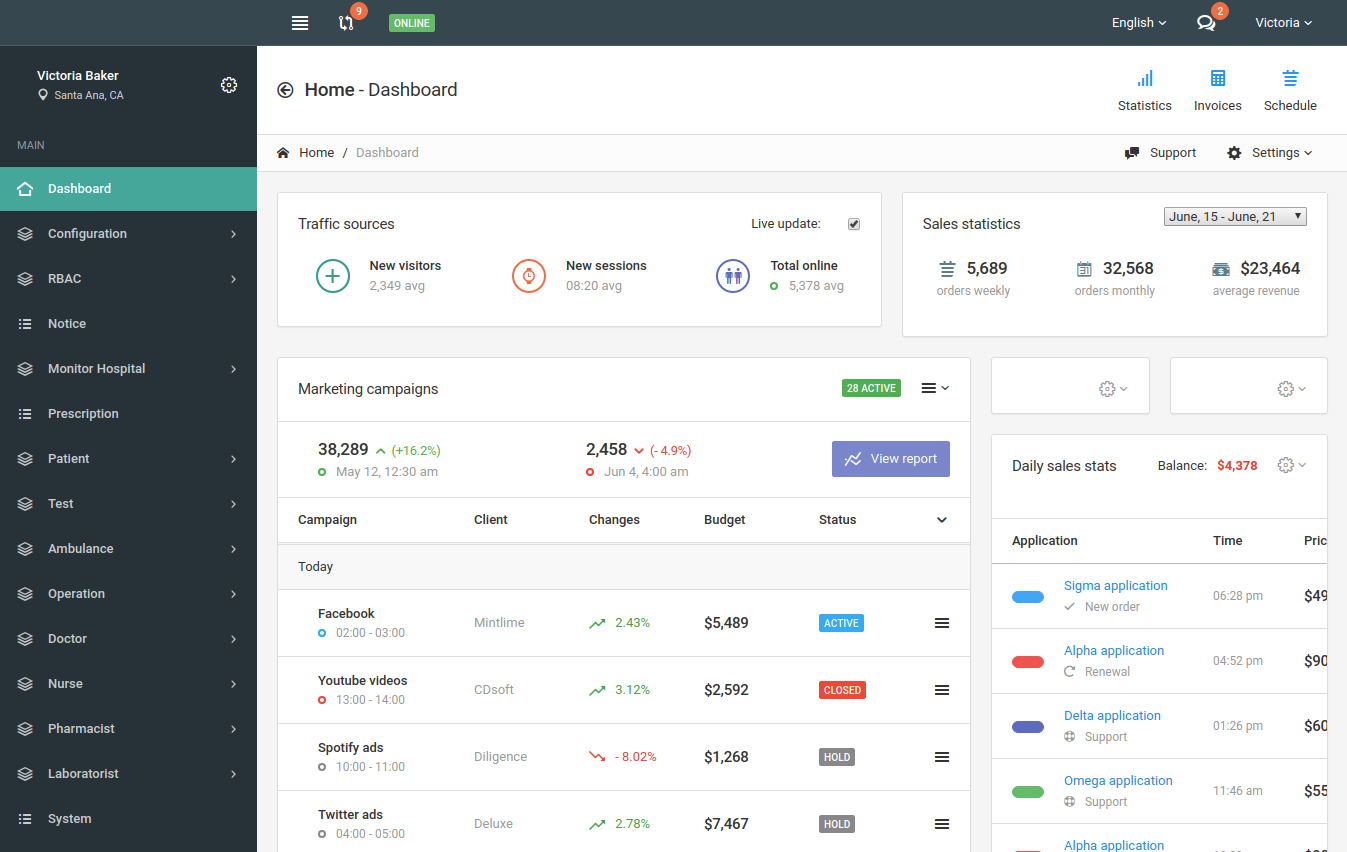 9
ONLINE
English
2
Victoria
Victoria Baker
Santa Ana, CA
MAIN
Dashboard
Configuration
RBAC
Notice
Monitor Hospital
Prescription
Patient
Test
Ambulance
Operation
Doctor
Nurse
Pharmacist
Laboratorist
System
Home - Dashboard
Statistics
Invoices
Schedule
Home / Dashboard
Support
Settings
Traffic sources
Live update:
New visitors
2,349 avg
New sessions
08:20 avg
Total online
5,378 avg
Sales statistics
June, 15 - June, 21
5,689
orders weekly
32,568
orders monthly
$23,464
average revenue
Marketing campaigns
28 ACTIVE
38,289 (+16.2%)
May 12, 12:30 am
2,458 (- 4.9%)
Jun 4, 4:00 am
View report
Campaign Client Changes Budget Status
Today
Facebook
02:00 - 03:00
Mintlime 2.43% $5,489 ACTIVE
Youtube videos
13:00 - 14:00
CDsoft 3.12% $2,592 CLOSED
Spotify ads
10:00 - 11:00
Diligence - 8.02% $1,268 HOLD
Twitter ads
04:00 - 05:00
Deluxe 2.78% $7,467 HOLD
Daily sales stats
Balance: $4,378
Application Time Pric
Sigma application
New order
06:28 pm $49
Alpha application
Renewal
04:52 pm $90
Delta application
Support
01:26 pm $60
Omega application
Support
11:46 am $55
Alpha application